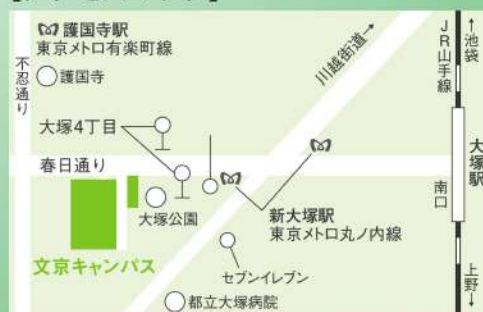 護国寺駅
東京メトロ有楽町線
護国寺
不忍通り
大塚4丁目
春日通り
大塚公園
文京キャンパス
川越街道→
新大塚駅
東京メトロ丸ノ内線
セブンイレブン
都立大塚病院
JR山手線
↑池袋
大塚駅
南口
上野↓